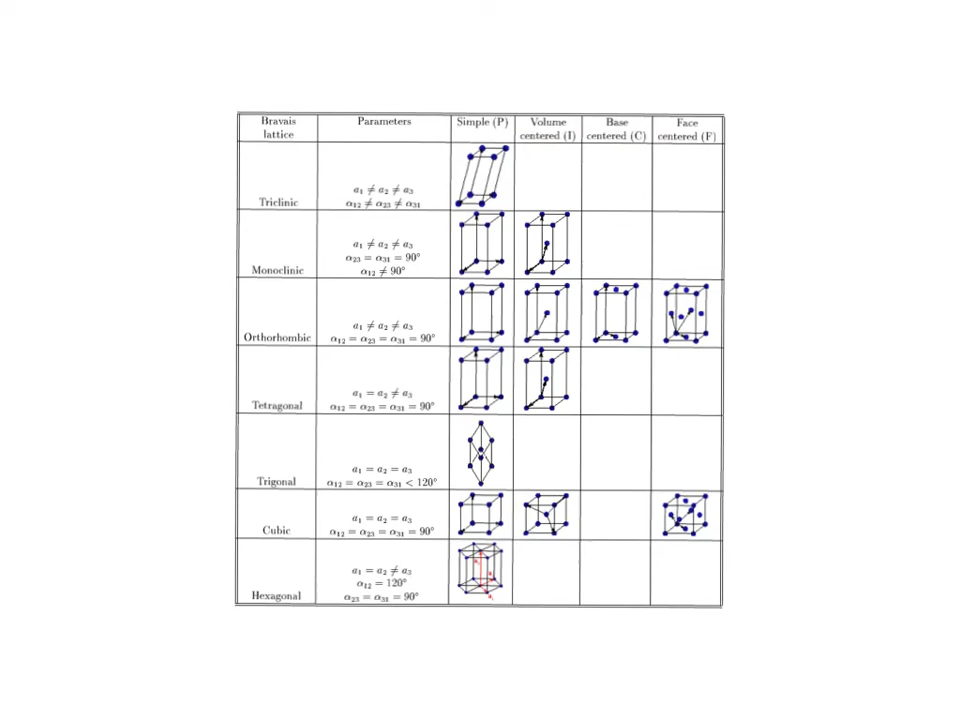 Bravais lattice
Parameters
Simple (P)
Volume centered (I)
Base centered (C)
Face centered (F)
Triclinic
a₁ ≠ a₂ ≠ a₃
α₁₂ ≠ α₂₃ ≠ α₃₁
Monoclinic
a₁ ≠ a₂ ≠ a₃
α₂₃ = α₃₁ = 90°
α₁₂ ≠ 90°
Orthorhombic
a₁ ≠ a₂ ≠ a₃
α₁₂ = α₂₃ = α₃₁ = 90°
Tetragonal
a₁ = a₂ ≠ a₃
α₁₂ = α₂₃ = α₃₁ = 90°
Trigonal
a₁ = a₂ = a₃
α₁₂ = α₂₃ = α₃₁ < 120°
Cubic
a₁ = a₂ = a₃
α₁₂ = α₂₃ = α₃₁ = 90°
Hexagonal
a₁ = a₂ ≠ a₃
α₁₂ = 120°
α₂₃ = α₃₁ = 90°